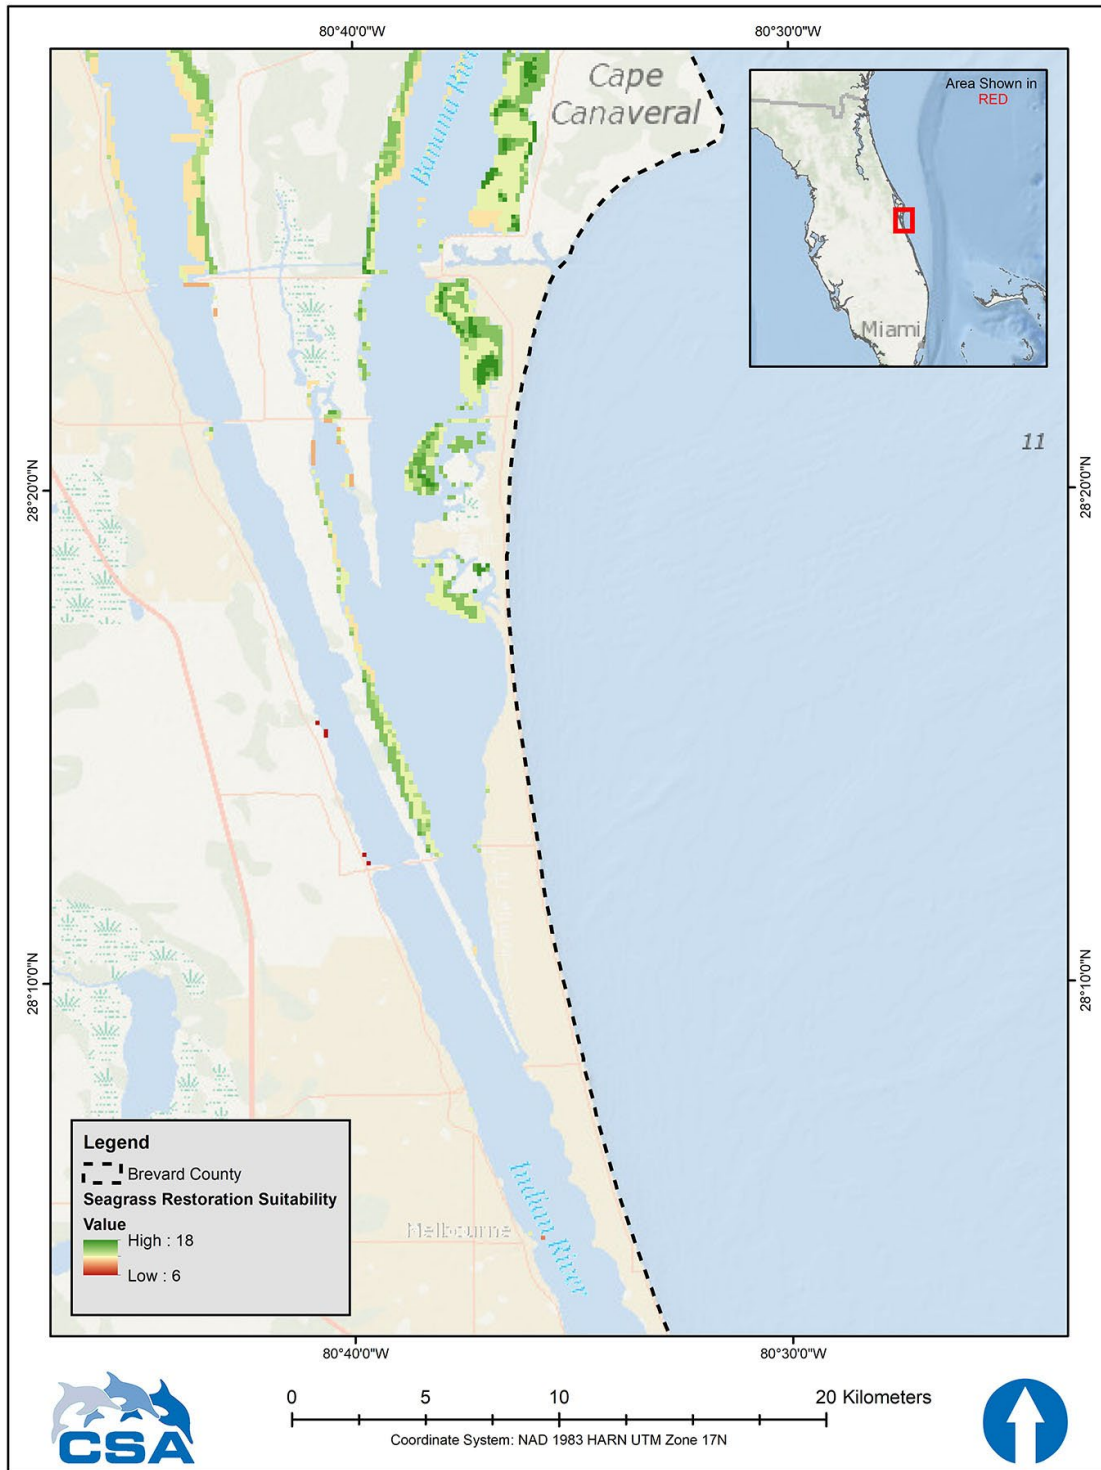 80°40'0"W
80°30'0"W
Cape
Canaveral
Banana Riv
Area Shown in
RED
Miami
11
28°20'0"N
28°20'0"N
28°10'0"N
28°10'0"N
Legend
Brevard County
Seagrass Restoration Suitability
Value
High : 18
Low : 6
Melbourne
Indian River
80°40'0"W
80°30'0"W
0
5
10
20 Kilometers
Coordinate System: NAD 1983 HARN UTM Zone 17N
CSA